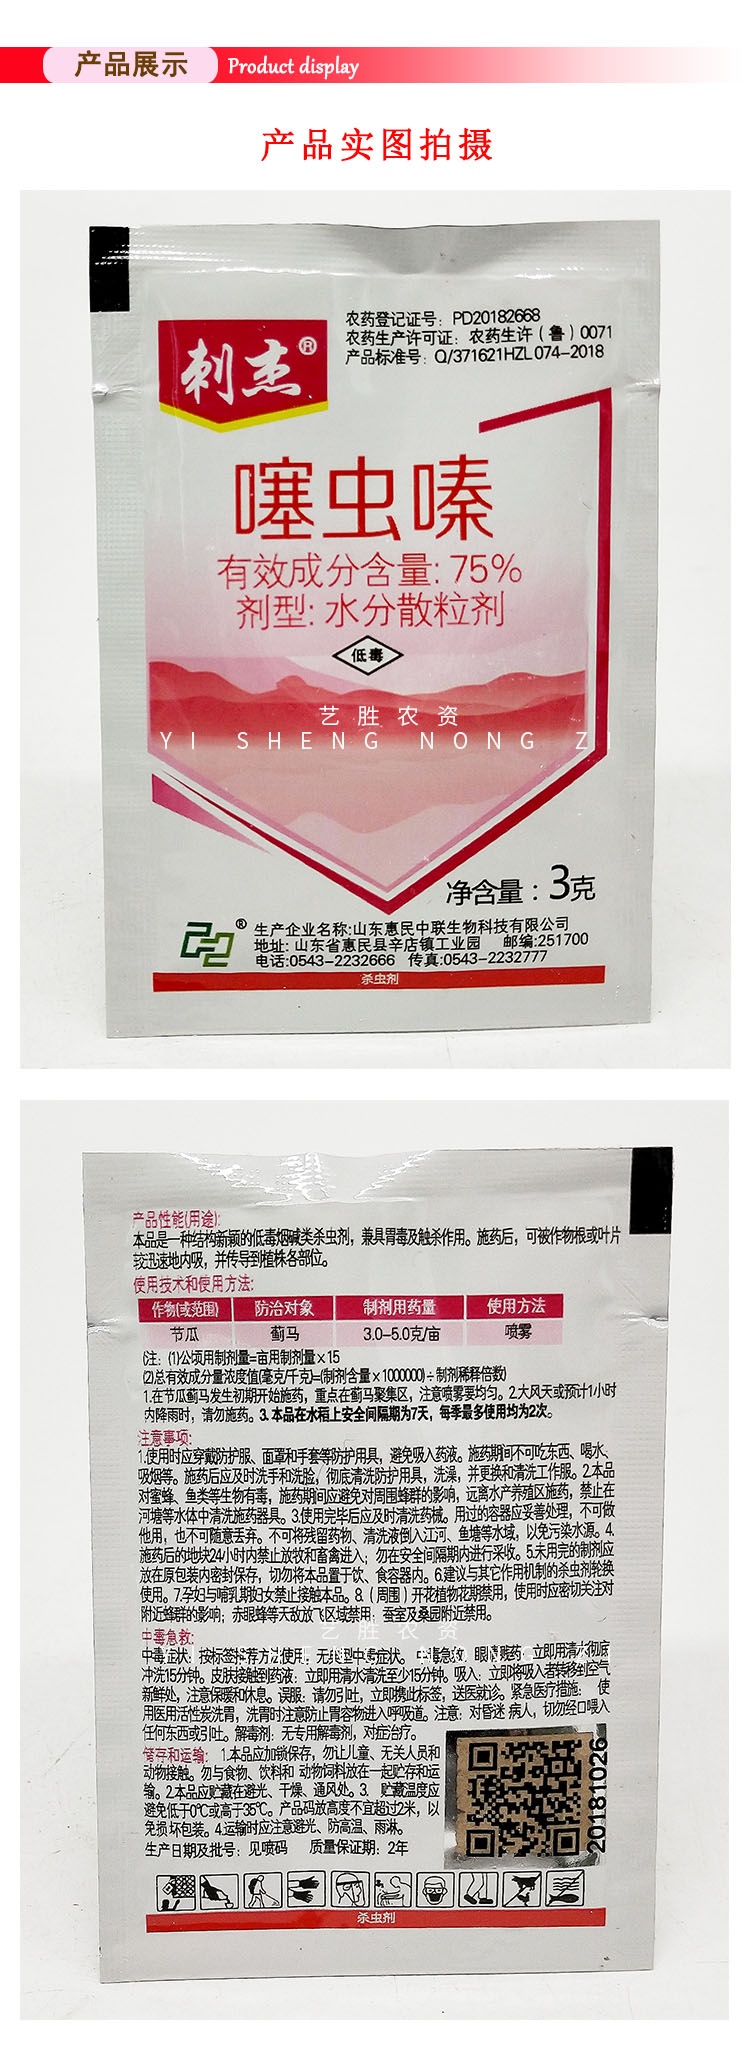 产品展示 Product display
产品实图拍摄
农药登记证号：PD20182668
农药生产许可证：农药生许（鲁）0071
产品标准号：Q/371621HZL 074-2018
刺杰®
噻虫嗪
有效成分含量: 75%
剂型: 水分散粒剂
低毒
艺胜农资
YI SHENG NONG ZI
净含量：3克
®
生产企业名称:山东惠民中联生物科技有限公司
地址: 山东省惠民县辛店镇工业园 邮编:251700
电话:0543-2232666 传真:0543-2232777
杀虫剂
产品性能(用途):
本品是一种结构新颖的低毒烟碱类杀虫剂，兼具胃毒及触杀作用。施药后，可被作物根或叶片
较迅速地内吸，并传导到植株各部位。
使用技术和使用方法:
作物(或范围) 防治对象 制剂用药量 使用方法
节瓜 蓟马 3.0-5.0克/亩 喷雾
(注：(1)公顷用制剂量=亩用制剂量×15
(2)总有效成分量浓度值(毫克/千克)=(制剂含量×1000000)÷制剂稀释倍数)
1.在节瓜蓟马发生初期开始施药，重点在蓟马聚集区，注意喷雾要均匀。2.大风天或预计1小时
内降雨时，请勿施药。3.本品在水稻上安全间隔期为7天，每季最多使用均为2次。
注意事项:
1.使用时应穿戴防护服、面罩和手套等防护用具，避免吸入药液。施药期间不可吃东西、喝水、
吸烟等。施药后应及时洗手和洗脸，彻底清洗防护用具，洗澡，并更换和清洗工作服。2.本品
对蜜蜂、鱼类等生物有毒，施药期间应避免对周围蜂群的影响，远离水产养殖区施药，禁止在
河塘等水体中清洗施药器具。3.使用完毕后应及时清洗药械。用过的容器应妥善处理，不可做
他用，也不可随意丢弃。不可将残留药物、清洗液倒入江河、鱼塘等水域，以免污染水源。4.
施药后的地块24小时内禁止放牧和畜禽进入；勿在安全间隔期内进行采收。5.未用完的制剂应
放在原包装内密封保存，切勿将本品置于饮、食容器内。6.建议与其它作用机制的杀虫剂轮换
使用。7.孕妇与哺乳期妇女禁止接触本品。8.（周围）开花植物花期禁用，使用时应密切关注对
附近蜂群的影响；赤眼蜂等天敌放飞区域禁用；蚕室及桑园附近禁用。
艺胜农资
中毒急救:
YI SHENG NONG ZI
中毒症状：按标签推荐方法使用，无典型中毒症状。中毒急救：眼睛溅药：立即用清水彻底
冲洗15分钟。皮肤接触到药液：立即用清水清洗至少15分钟。吸入：立即将吸入者转移到空气
新鲜处，注意保暖和休息。误服：请勿引吐，立即携此标签，送医就诊。紧急医疗措施：使
用医用活性炭洗胃，洗胃时注意防止胃容物进入呼吸道。注意：对昏迷 病人，切勿经口喂入
任何东西或引吐。解毒剂：无专用解毒剂，对症治疗。
储存和运输: 1.本品应加锁保存，勿让儿童、无关人员和
动物接触。勿与食物、饮料和 动物饲料放在一起贮存和运
输。2.本品应贮藏在避光、干燥、通风处。3. 贮藏温度应
避免低于0℃或高于35℃。产品码放高度不宜超过2米，以
免损坏包装。4.运输时应注意避光、防高温、雨淋。
生产日期及批号：见喷码 质量保证期：2年
20181026
杀虫剂